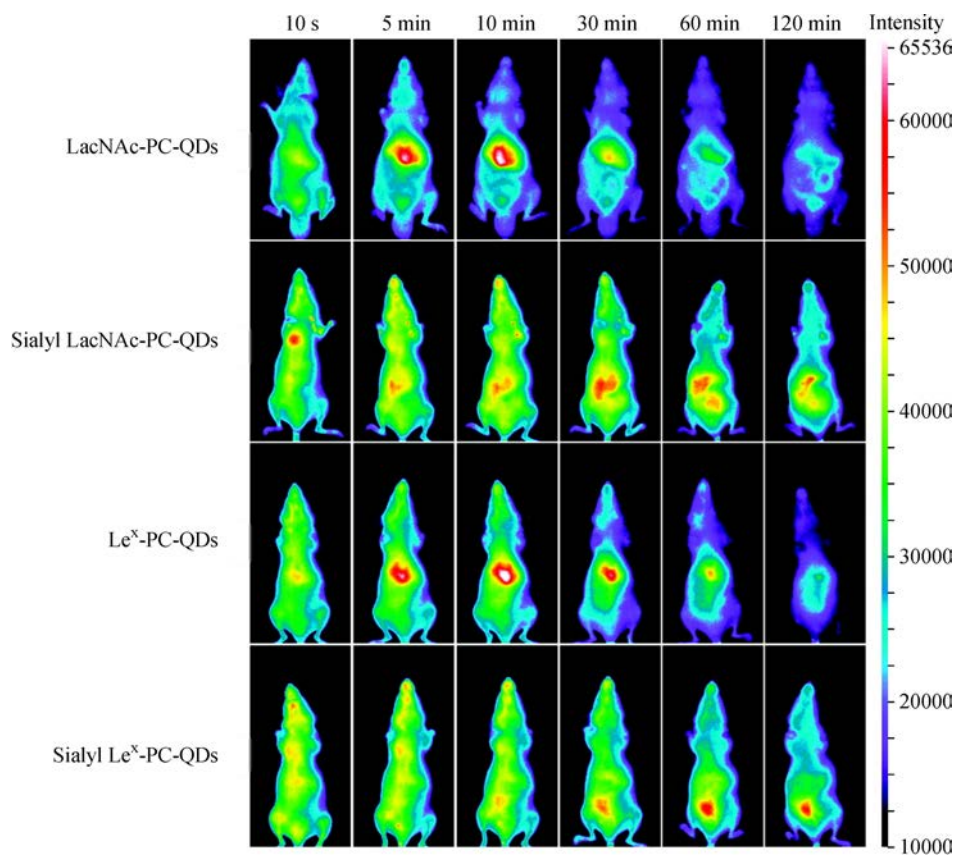 10 s 5 min 10 min 30 min 60 min 120 min Intensity
65536
LacNAc-PC-QDs
60000
50000
Sialyl LacNAc-PC-QDs
40000
Leˣ-PC-QDs
30000
20000
Sialyl Leˣ-PC-QDs
10000